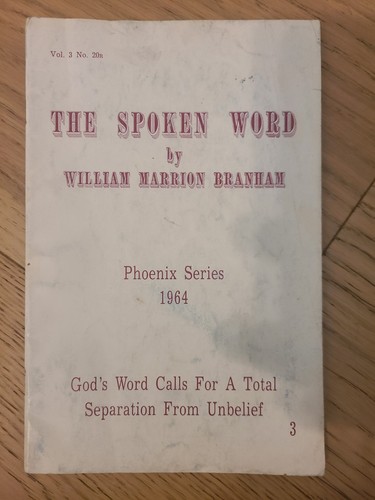 Vol. 3 No. 20n
THE SPOKEN WORD
by
WILLIAM MARRION BRANHAM
Phoenix Series
1964
God's Word Calls For A Total
Separation From Unbelief
3